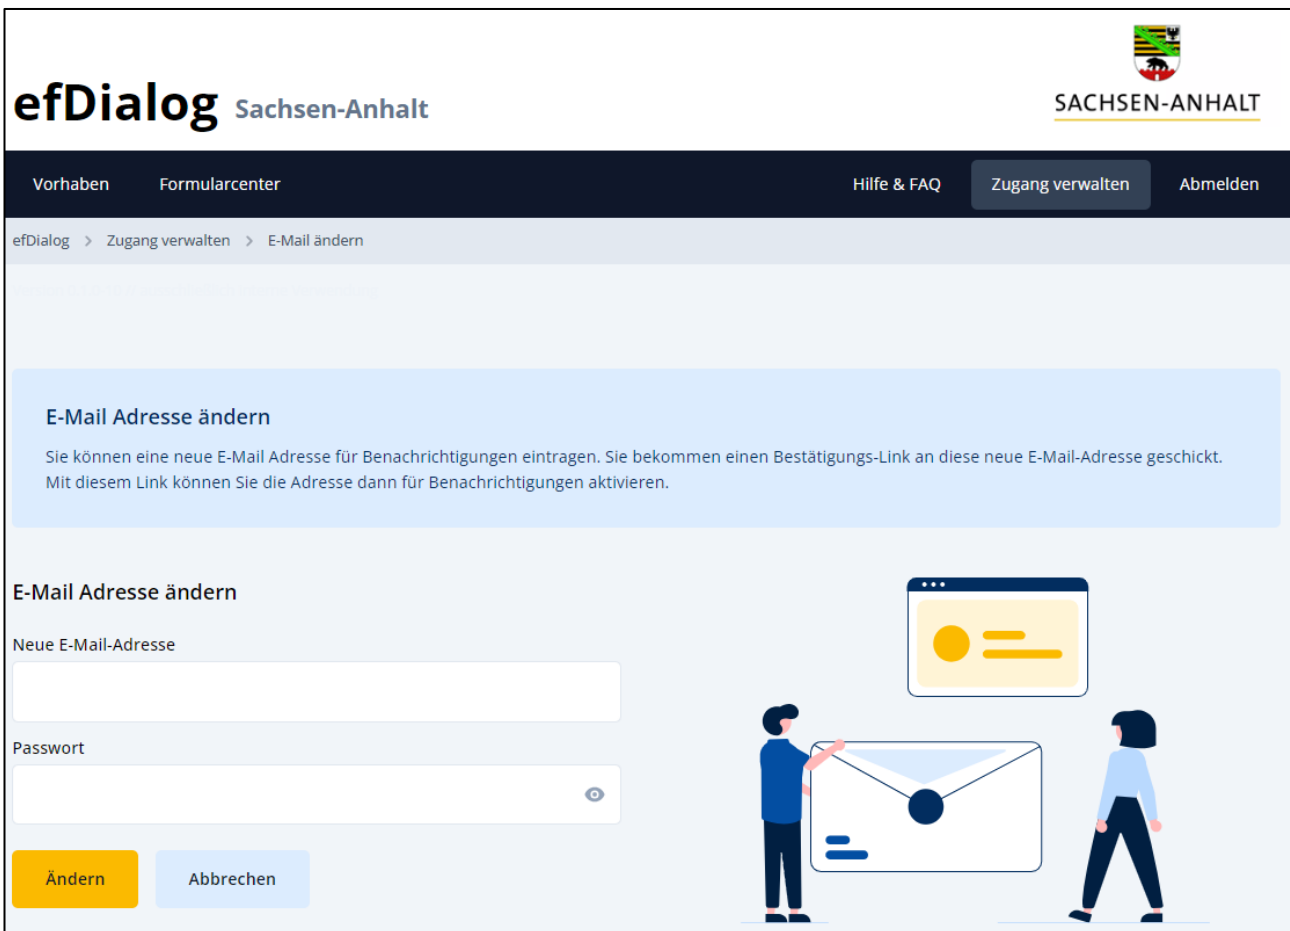 efDialog Sachsen-Anhalt
SACHSEN-ANHALT
Vorhaben Formularcenter Hilfe & FAQ Zugang verwalten Abmelden
efDialog > Zugang verwalten > E-Mail ändern
E-Mail Adresse ändern
Sie können eine neue E-Mail Adresse für Benachrichtigungen eintragen. Sie bekommen einen Bestätigungs-Link an diese neue E-Mail-Adresse geschickt.
Mit diesem Link können Sie die Adresse dann für Benachrichtigungen aktivieren.
E-Mail Adresse ändern
Neue E-Mail-Adresse
Passwort
Ändern Abbrechen